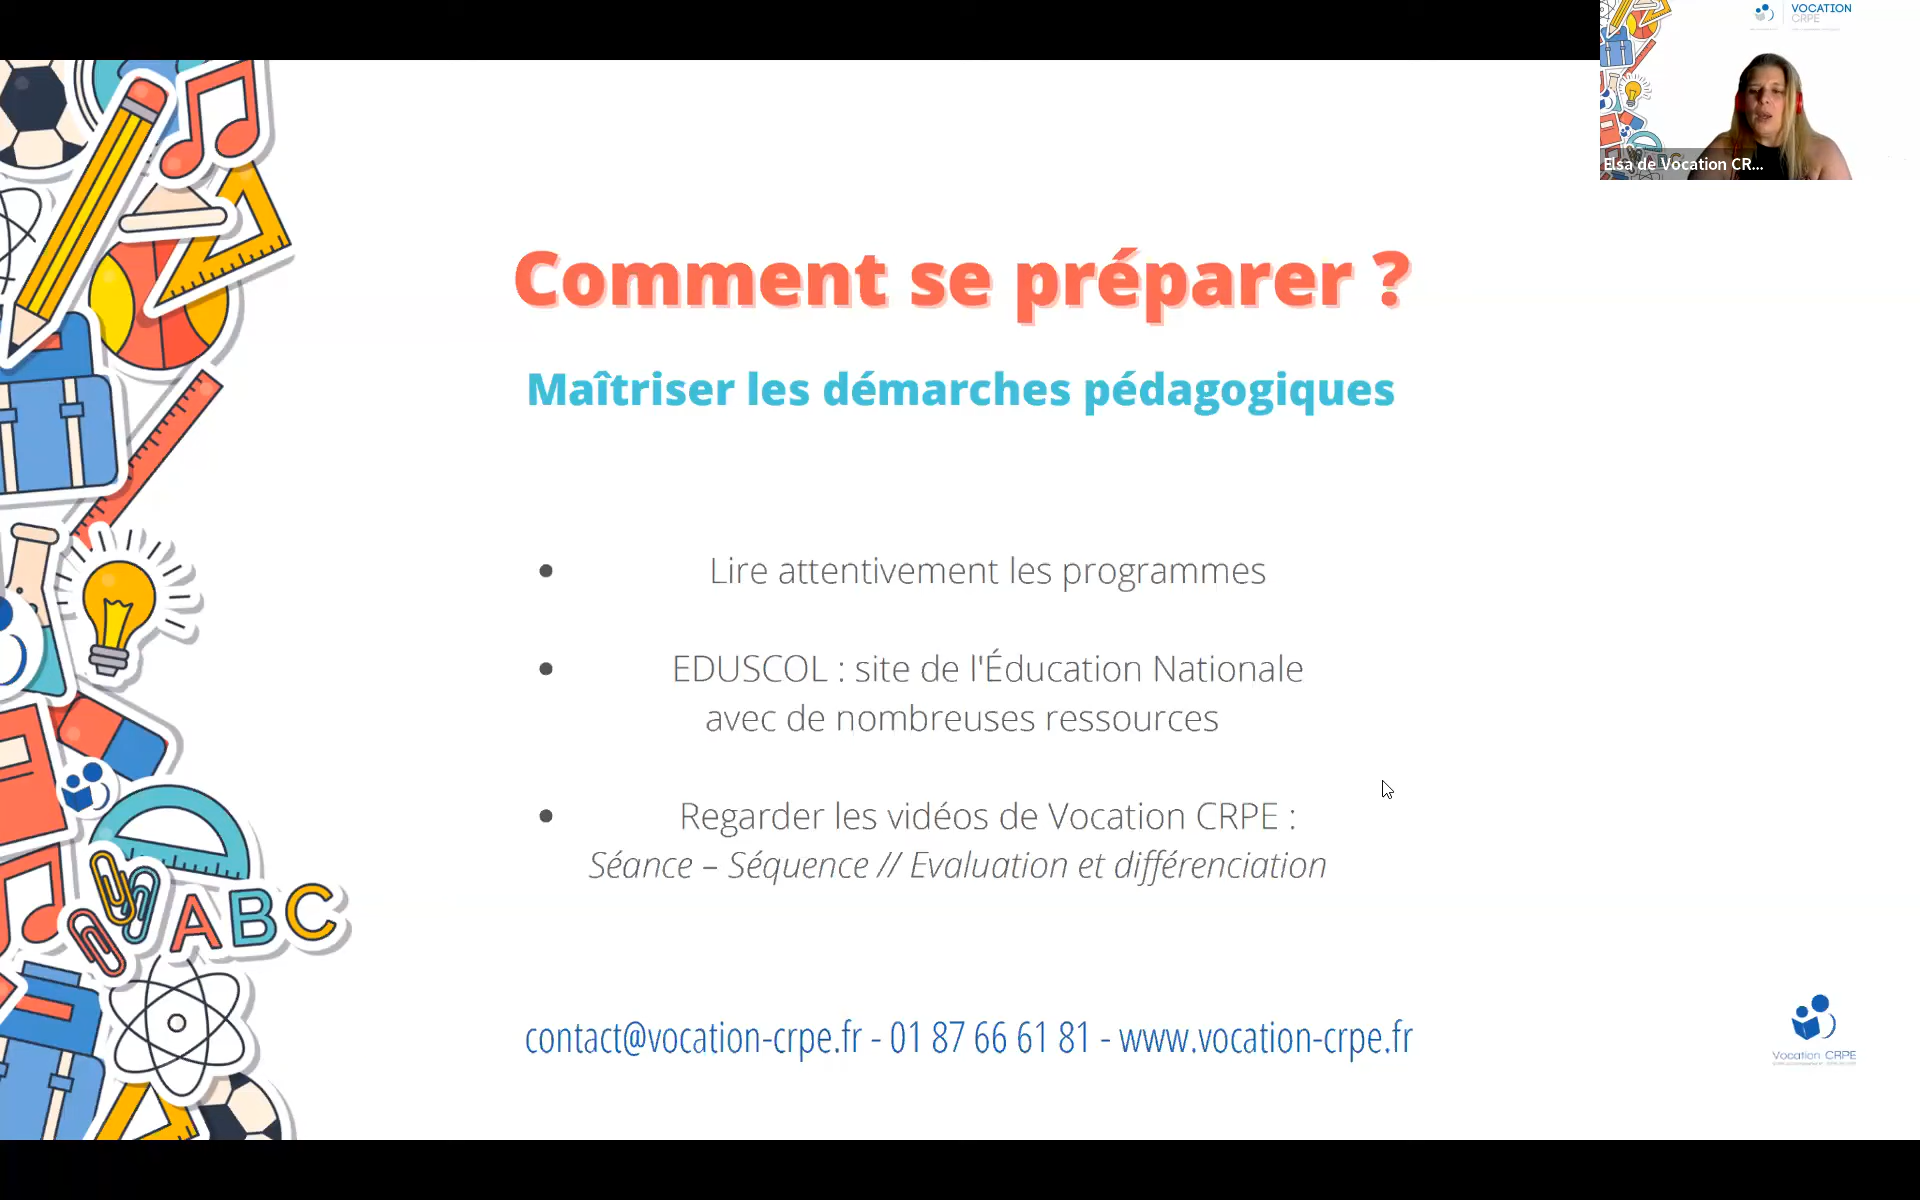 VOCATION
CRPE
Elsa de Vocation CR...
Comment se préparer ?
Maîtriser les démarches pédagogiques
• Lire attentivement les programmes
• EDUSCOL : site de l'Éducation Nationale
avec de nombreuses ressources
• Regarder les vidéos de Vocation CRPE :
Séance – Séquence // Evaluation et différenciation
ABC
contact@vocation-crpe.fr - 01 87 66 61 81 - www.vocation-crpe.fr
Vocation CRPE